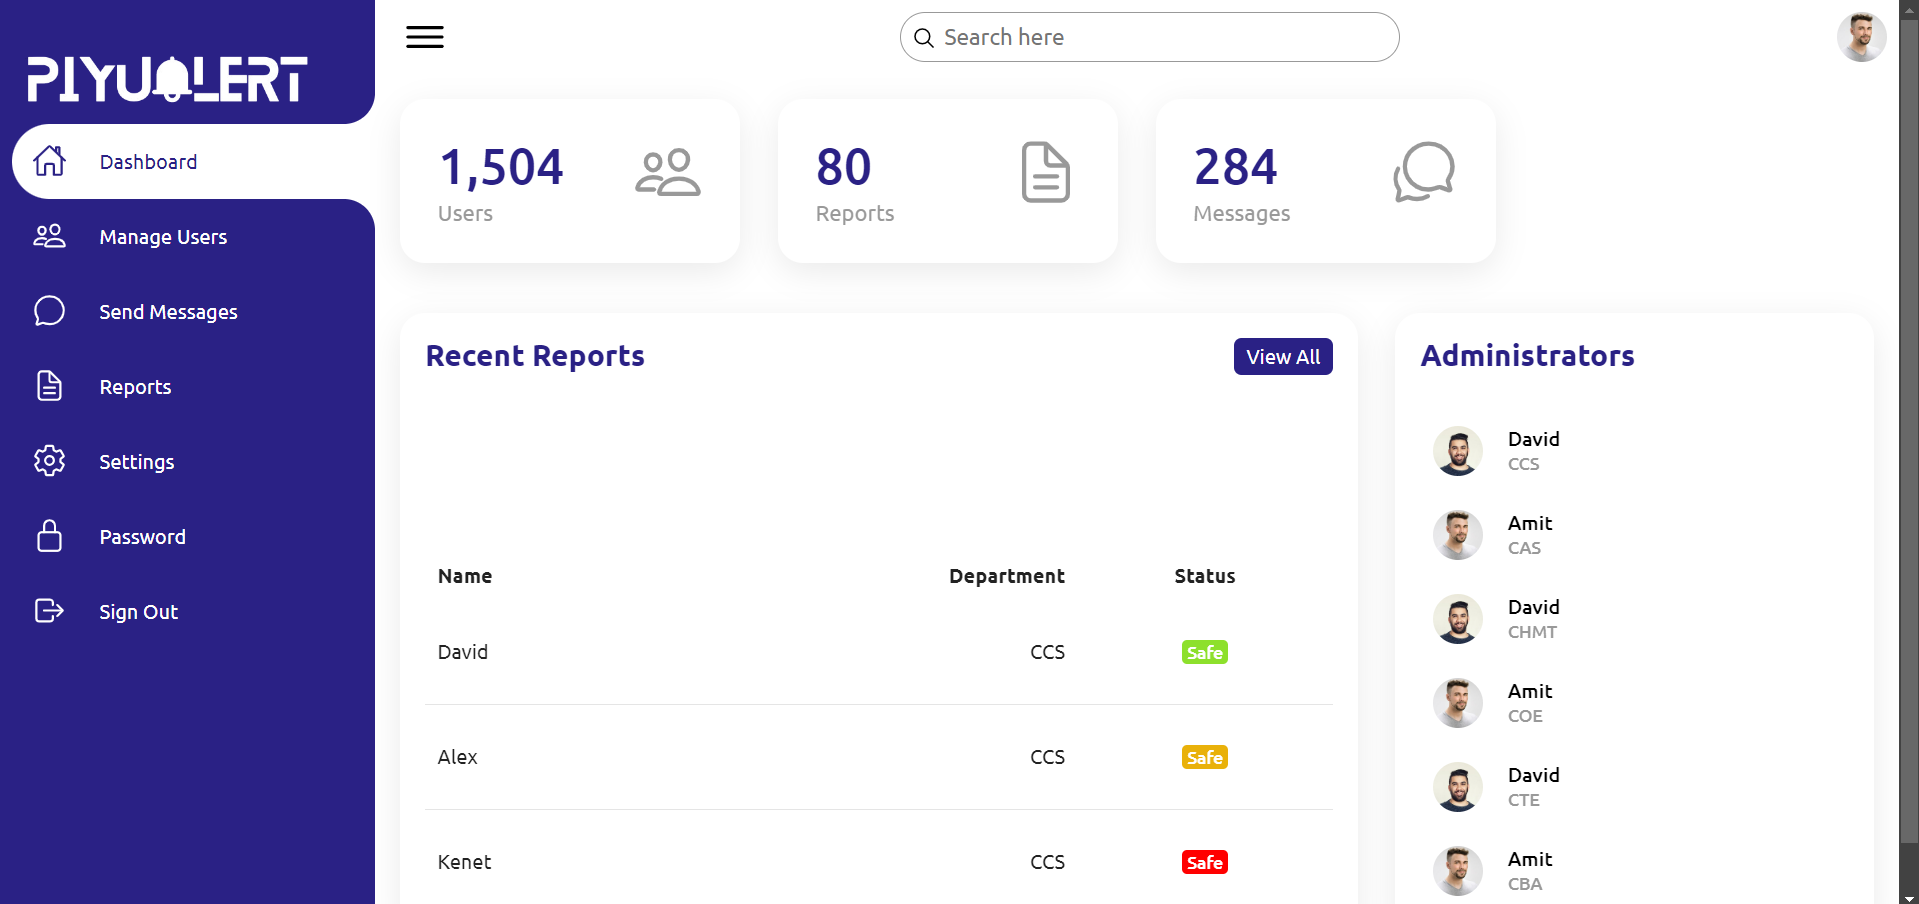 PIYUALERT
Search here
Dashboard
Manage Users
Send Messages
Reports
Settings
Password
Sign Out
1,504
Users
80
Reports
284
Messages
Recent Reports
View All
Name Department Status
David CCS Safe
Alex CCS Safe
Kenet CCS Safe
Administrators
David
CCS
Amit
CAS
David
CHMT
Amit
COE
David
CTE
Amit
CBA